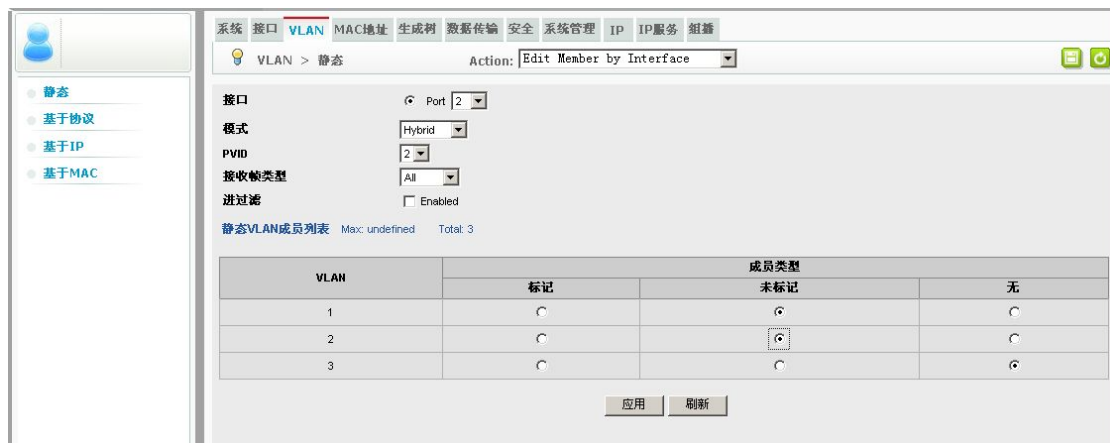 系统 接口 VLAN MAC地址 生成树 数据传输 安全 系统管理 IP IP服务 组播
VLAN > 静态 Action: Edit Member by Interface
静态
基于协议
基于IP
基于MAC
接口 Port 2
模式 Hybrid
PVID 2
接收帧类型 All
进过滤 Enabled
静态VLAN成员列表 Max: undefined Total: 3
VLAN 成员类型
标记 未标记 无
1
2
3
应用 刷新